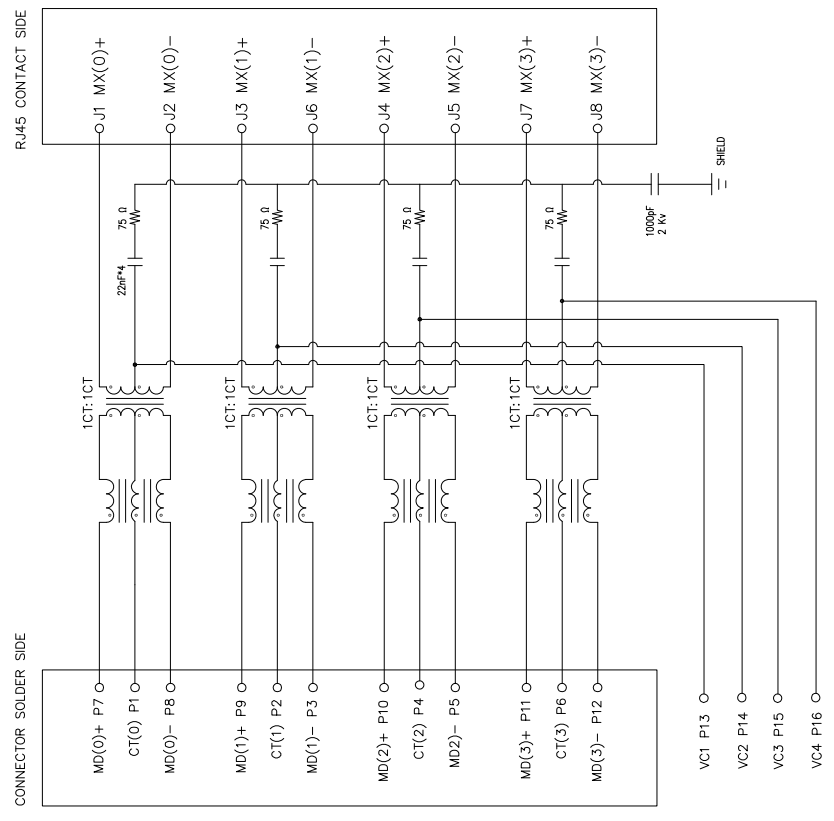 RJ45 CONTACT SIDE
J1 MX(0)+
J2 MX(0)-
J3 MX(1)+
J6 MX(1)-
J4 MX(2)+
J5 MX(2)-
J7 MX(3)+
J8 MX(3)-
SHIELD
1000pF
2 Kv
75 Ω
75 Ω
75 Ω
75 Ω
22nF*4
1CT:1CT
1CT:1CT
1CT:1CT
1CT:1CT
CONNECTOR SOLDER SIDE
MD(0)+ P7
CT(0) P1
MD(0)- P8
MD(1)+ P9
CT(1) P2
MD(1)- P3
MD(2)+ P10
CT(2) P4
MD2)- P5
MD(3)+ P11
CT(3) P6
MD(3)- P12
VC1 P13
VC2 P14
VC3 P15
VC4 P16